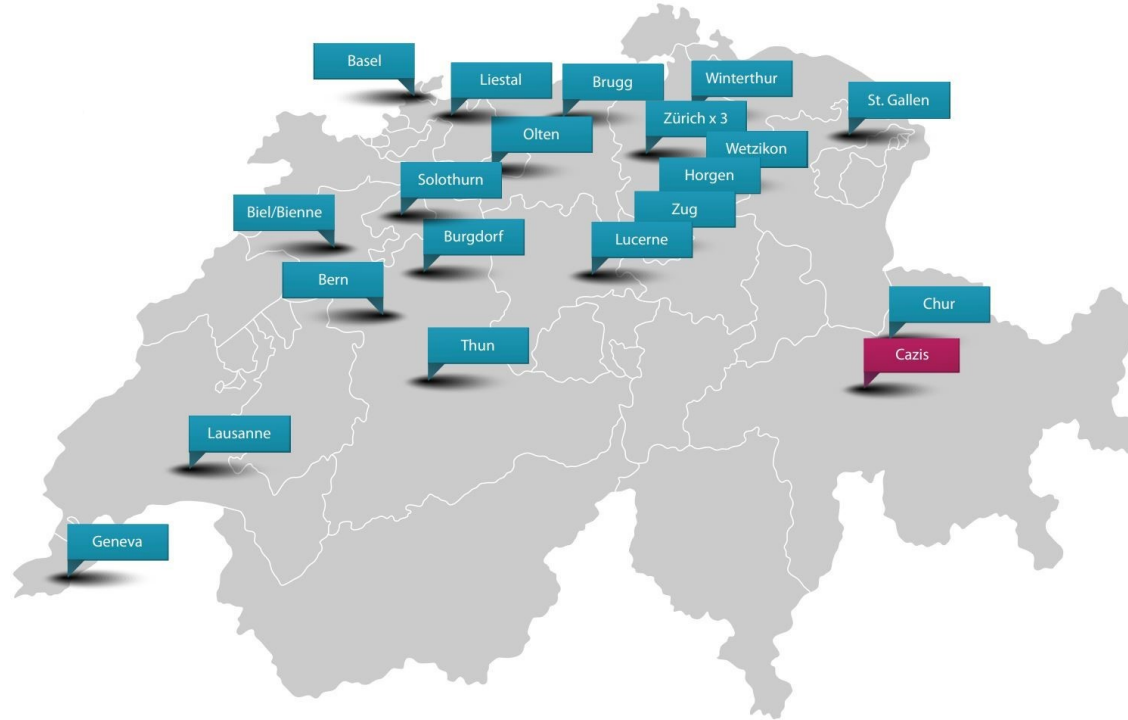 Basel
Liestal
Brugg
Winterthur
St. Gallen
Zürich x 3
Olten
Wetzikon
Solothurn
Horgen
Biel/Bienne
Zug
Burgdorf
Lucerne
Bern
Chur
Thun
Cazis
Lausanne
Geneva